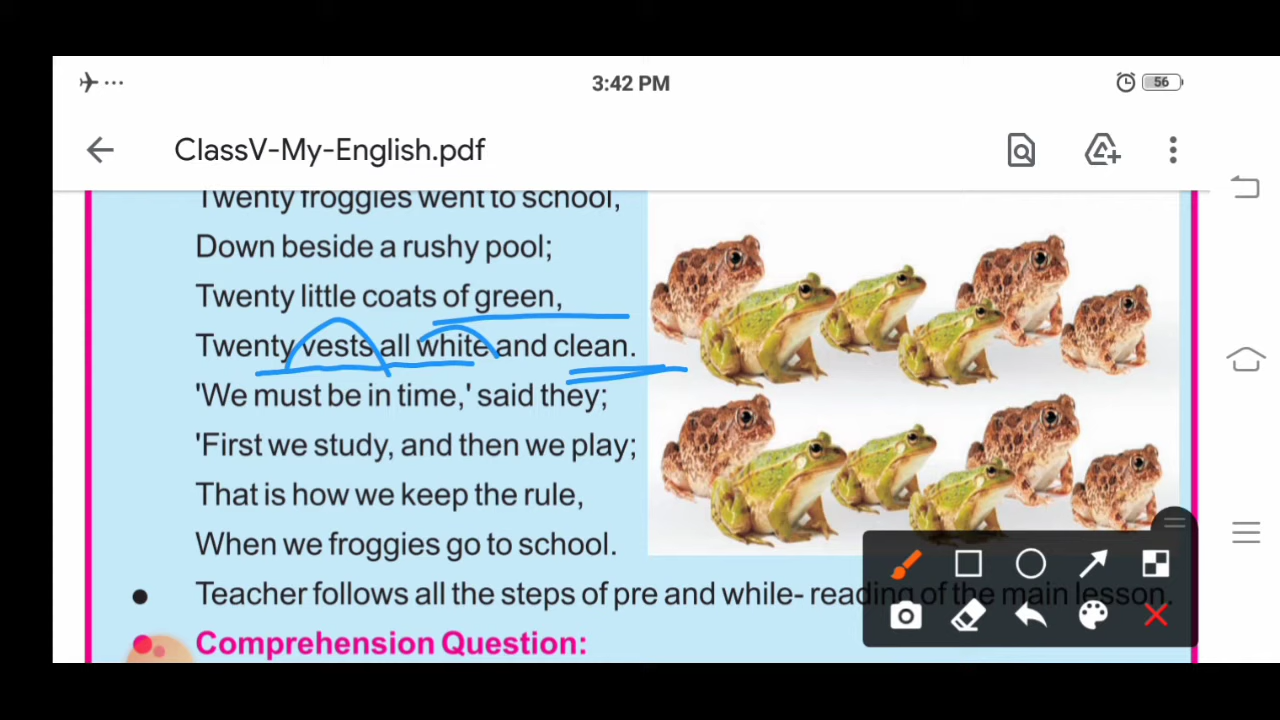 3:42 PM
56
ClassV-My-English.pdf
Twenty froggies went to school,
Down beside a rushy pool;
Twenty little coats of green,
Twenty vests all white and clean.
'We must be in time,' said they;
'First we study, and then we play;
That is how we keep the rule,
When we froggies go to school.
Teacher follows all the steps of pre and while- reading of the main lesson.
Comprehension Question: